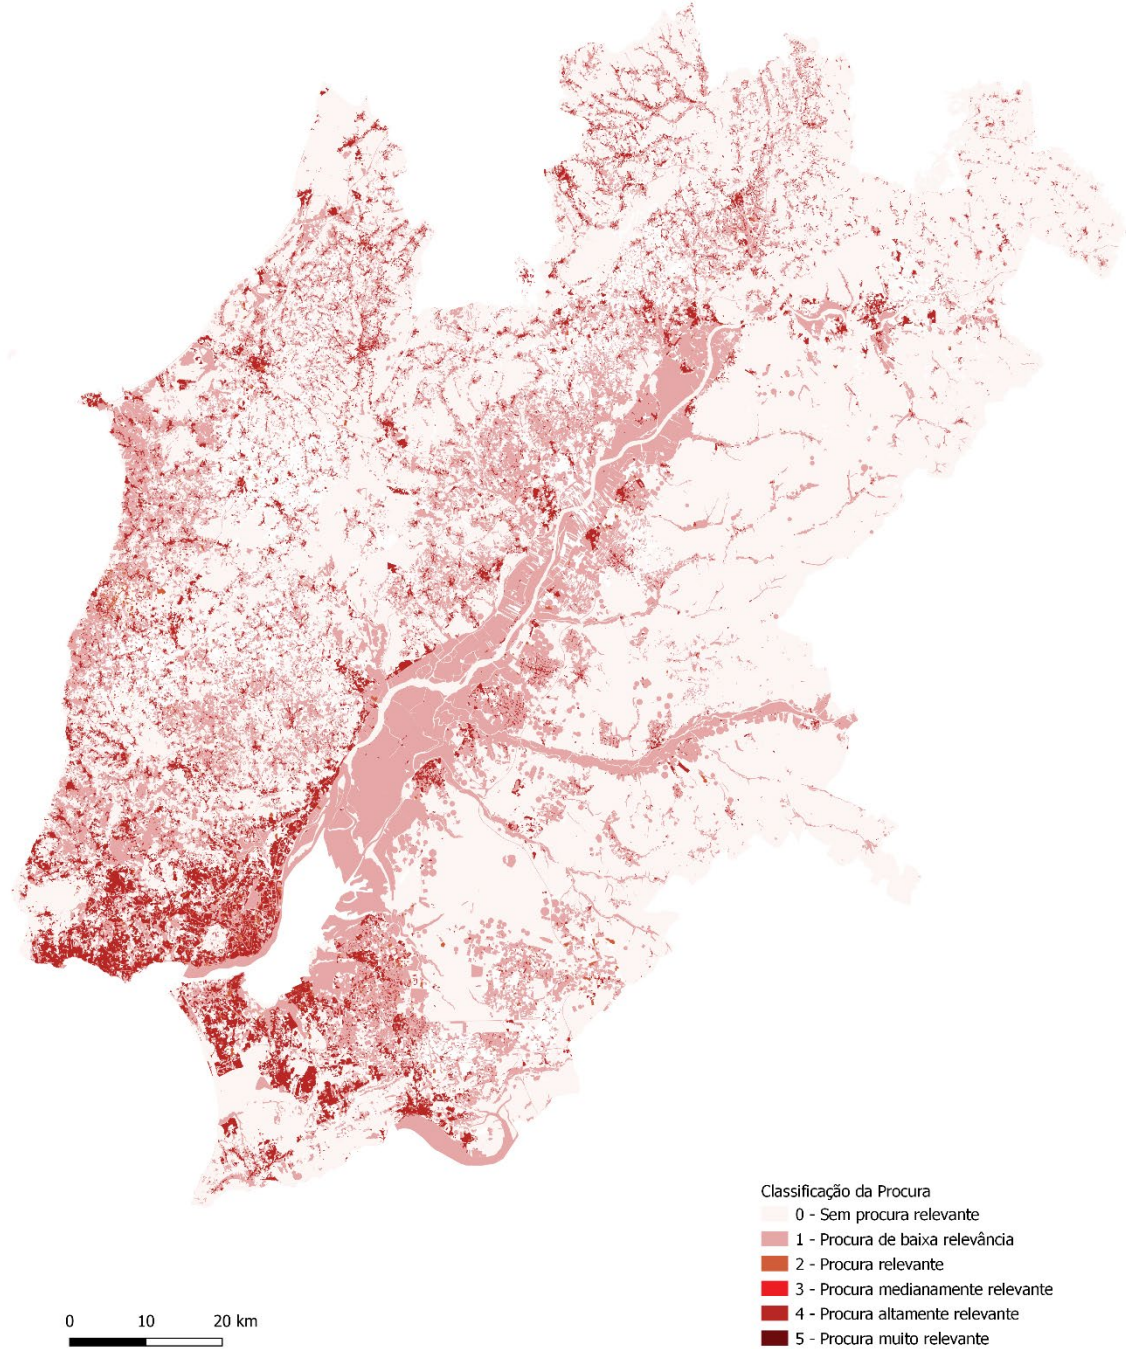 Classificação da Procura
0 - Sem procura relevante
1 - Procura de baixa relevância
2 - Procura relevante
3 - Procura medianamente relevante
4 - Procura altamente relevante
5 - Procura muito relevante
0 10 20 km